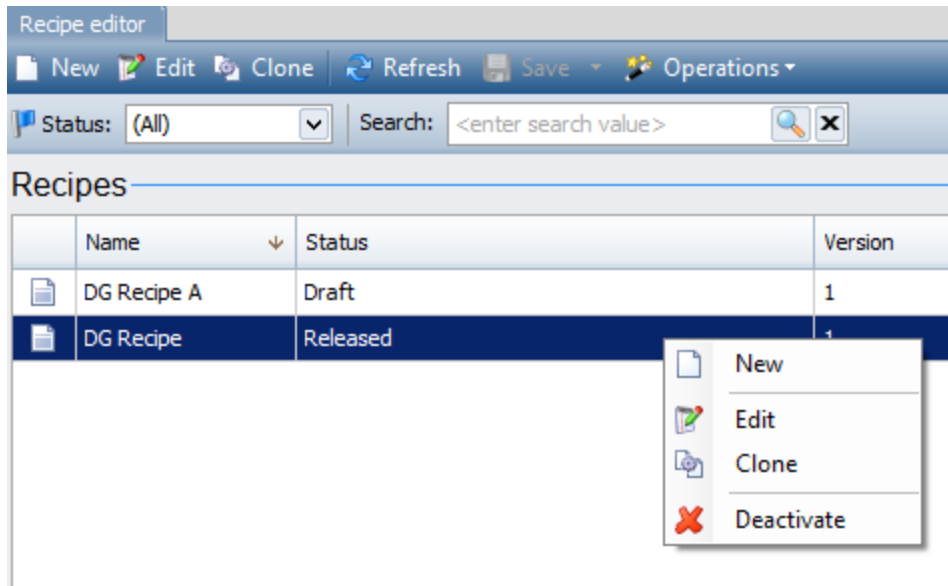 Recipe editor
New Edit Clone Refresh Save Operations
Status: (All) Search: <enter search value>
Recipes
Name Status Version
DG Recipe A Draft 1
DG Recipe Released 1
New
Edit
Clone
Deactivate